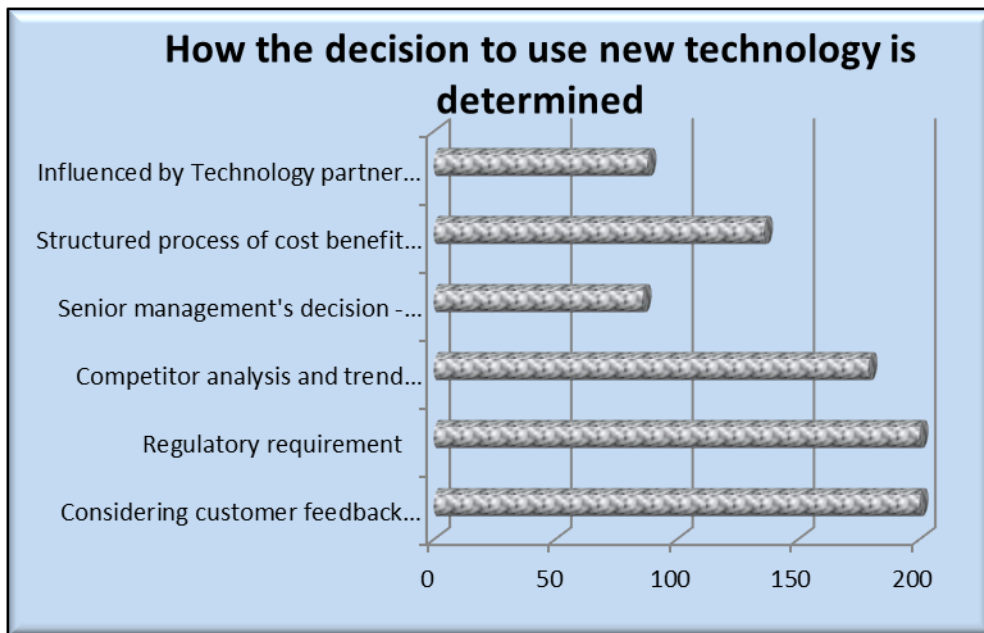 How the decision to use new technology is
determined
Influenced by Technology partner...
Structured process of cost benefit...
Senior management's decision -...
Competitor analysis and trend...
Regulatory requirement
Considering customer feedback...
0 50 100 150 200